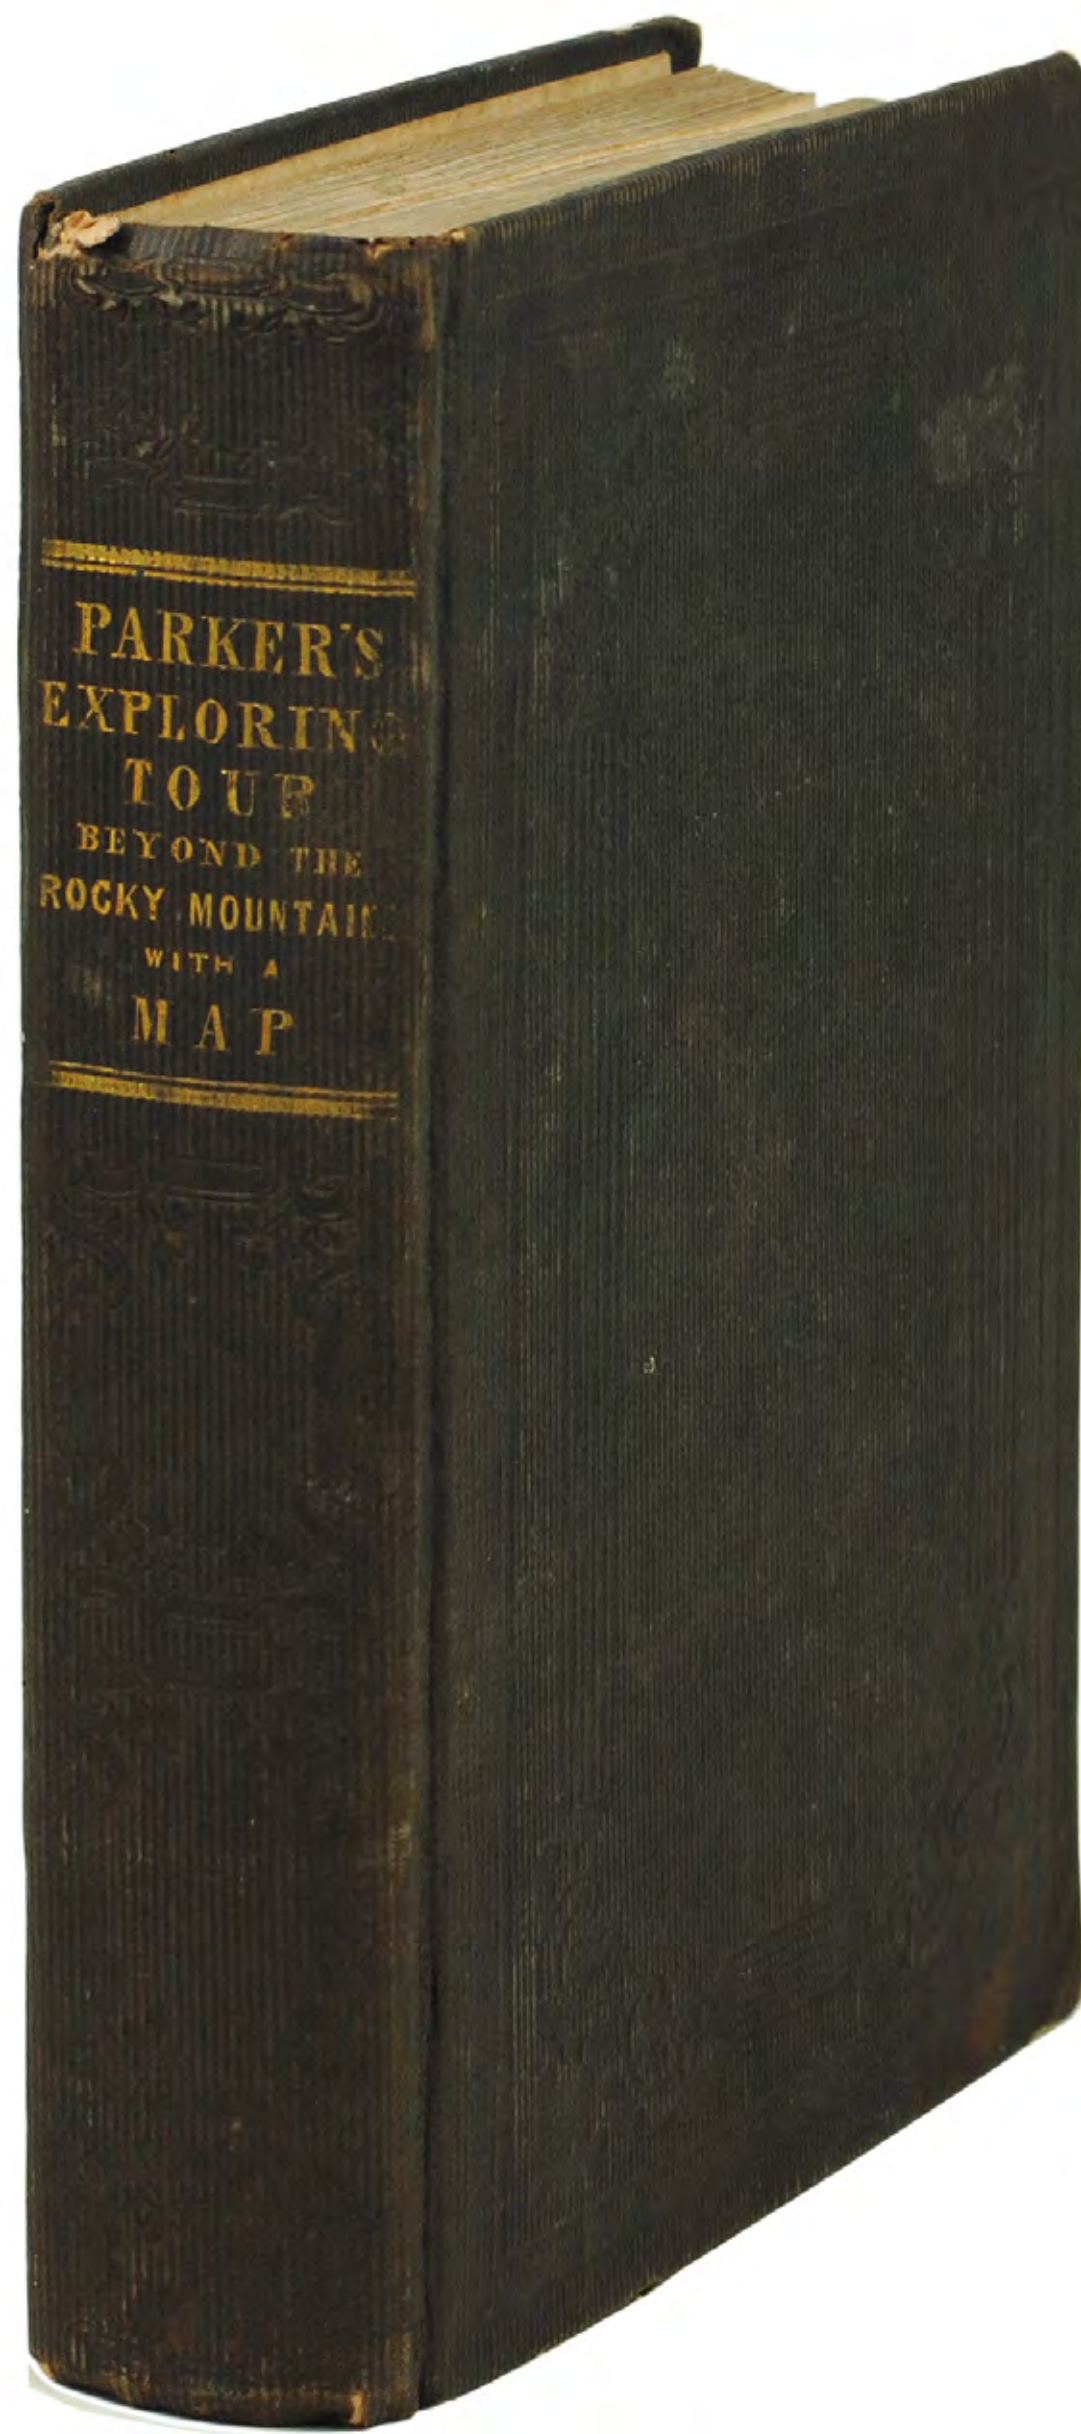 PARKER'S
EXPLORING
TOUR
BEYOND THE
ROCKY MOUNTAINS
WITH A
MAP